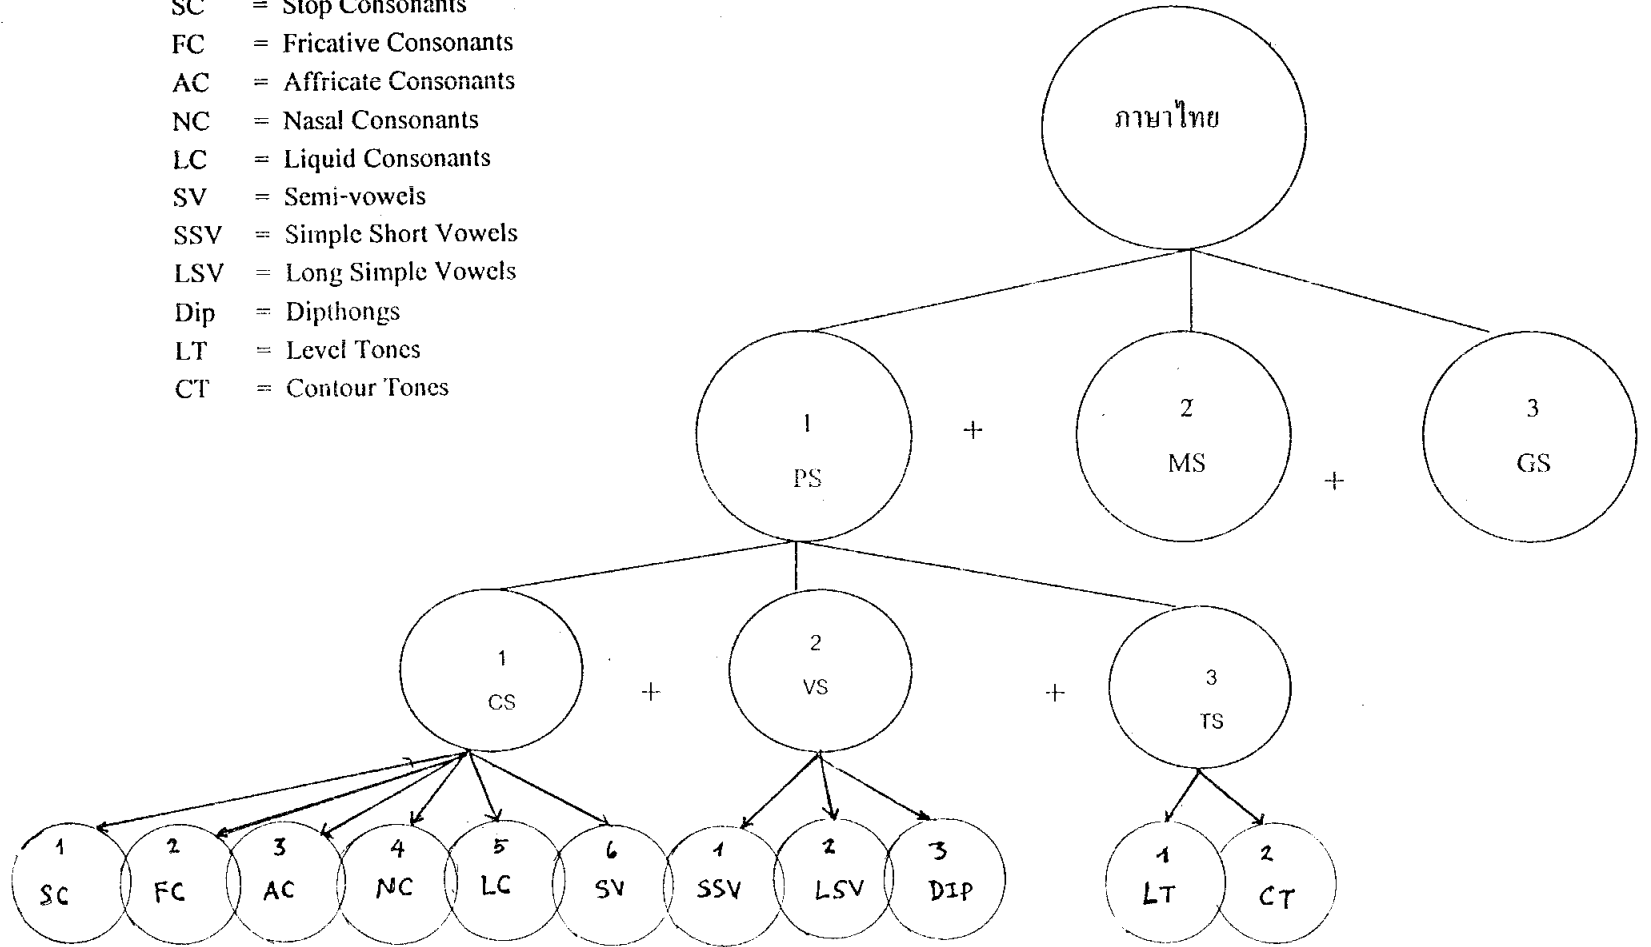 SC = Stop Consonants
FC = Fricative Consonants
AC = Affricate Consonants
NC = Nasal Consonants
LC = Liquid Consonants
SV = Semi-vowels
SSV = Simple Short Vowels
LSV = Long Simple Vowels
Dip = Dipthongs
LT = Level Tones
CT = Contour Tones
ภาษาไทย
1 + 2 + 3
PS MS GS
1 + 2 + 3
CS VS TS
1 2 3 4 5 6 1 2 3 1 2
SC FC AC NC LC SV SSV LSV DIP LT CT